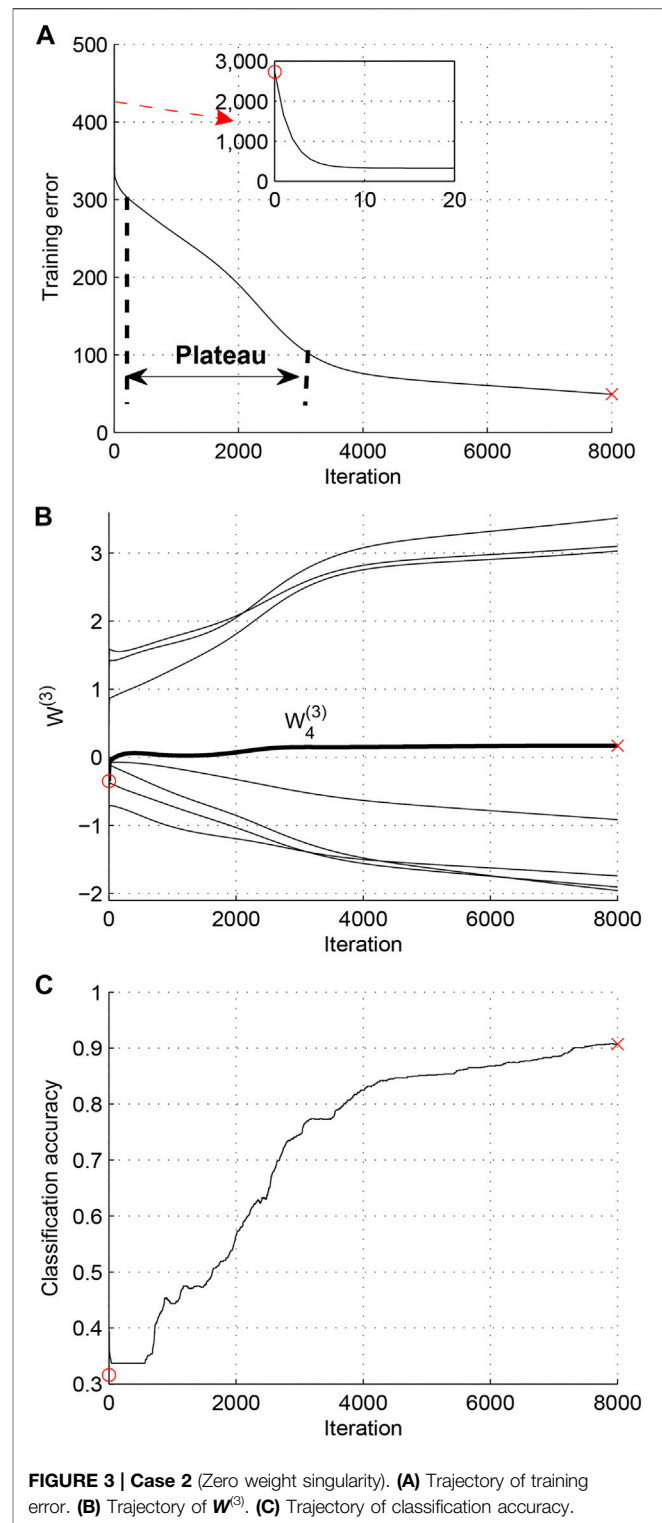 A
500
400
300
200
100
0
Training error
3,000
2,000
1,000
0
0 10 20
Plateau
0 2000 4000 6000 8000
Iteration
B
3
2
1
0
−1
−2
W(3)
W4(3)
0 2000 4000 6000 8000
Iteration
C
1
0.9
0.8
0.7
0.6
0.5
0.4
0.3
Classification accuracy
0 2000 4000 6000 8000
Iteration
FIGURE 3 | Case 2 (Zero weight singularity). (A) Trajectory of training
error. (B) Trajectory of W(3). (C) Trajectory of classification accuracy.